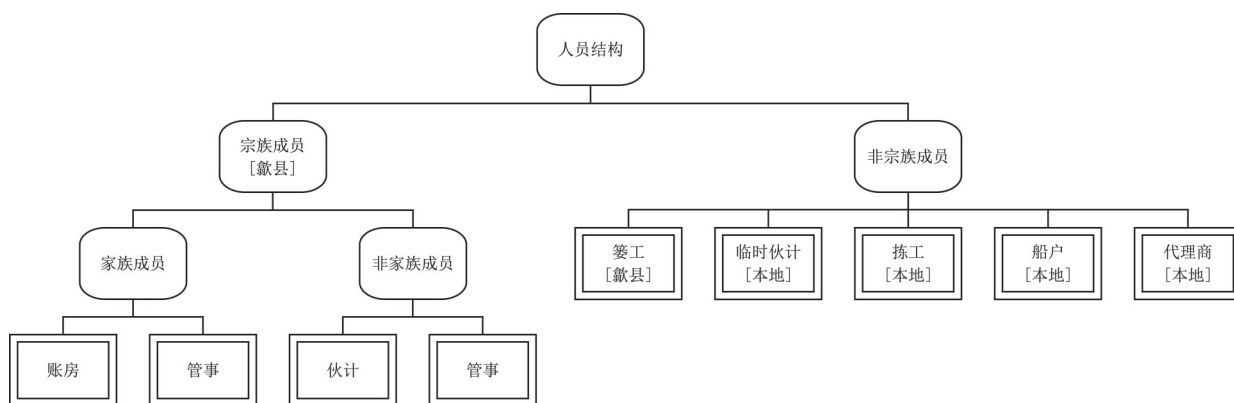 人员结构
宗族成员
[歙县]
非宗族成员
家族成员
非家族成员
篓工
[歙县]
临时伙计
[本地]
拣工
[本地]
船户
[本地]
代理商
[本地]
账房
管事
伙计
管事